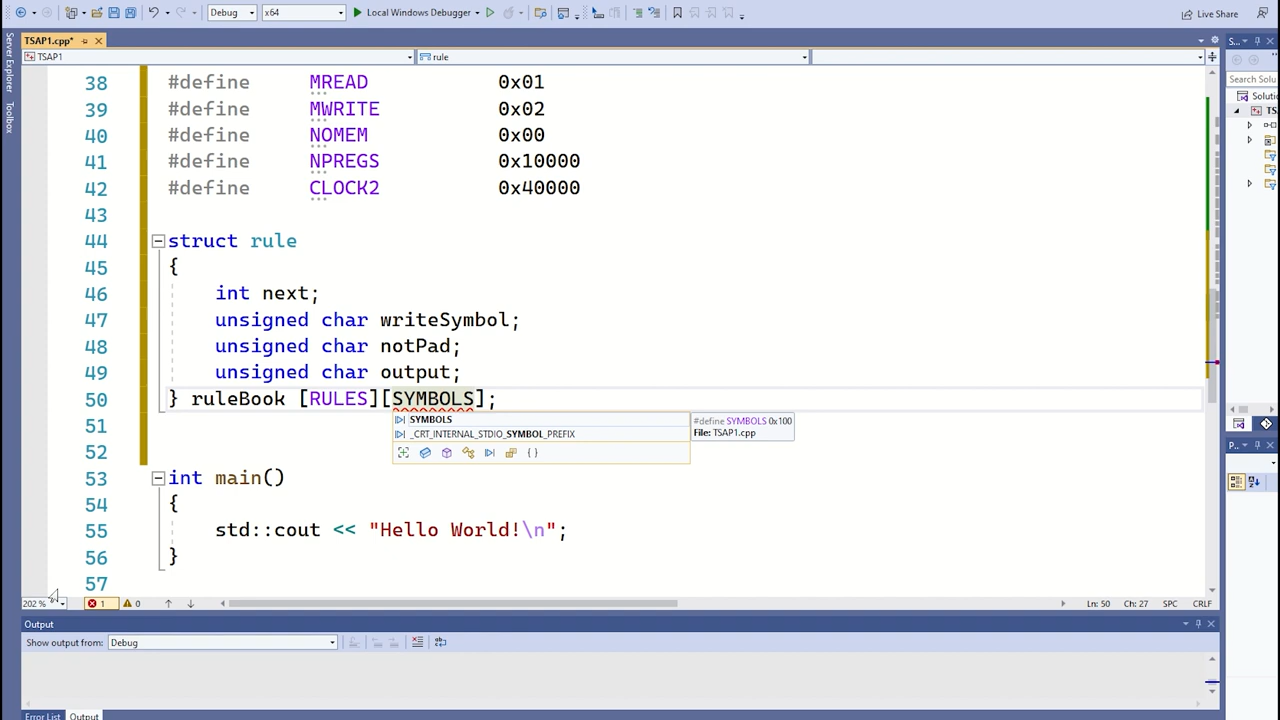 Debug x64 Local Windows Debugger Live Share
TSAP1.cpp*
TSAP1 rule
Server Explorer
Toolbox
38 #define MREAD 0x01
39 #define MWRITE 0x02
40 #define NOMEM 0x00
41 #define NPREGS 0x10000
42 #define CLOCK2 0x40000
43
44 struct rule
45 {
46 int next;
47 unsigned char writeSymbol;
48 unsigned char notPad;
49 unsigned char output;
50 } ruleBook [RULES][SYMBOLS];
51
52
53 int main()
54 {
55 std::cout << "Hello World!\n";
56 }
57
SYMBOLS
_CRT_INTERNAL_STDIO_SYMBOL_PREFIX
{ }
#define SYMBOLS 0x100
File: TSAP1.cpp
202 % 1 0 Ln: 50 Ch: 27 SPC CRLF
Output
Show output from: Debug
Error List Output
S...
Search Solu
Soluti
TS
P...